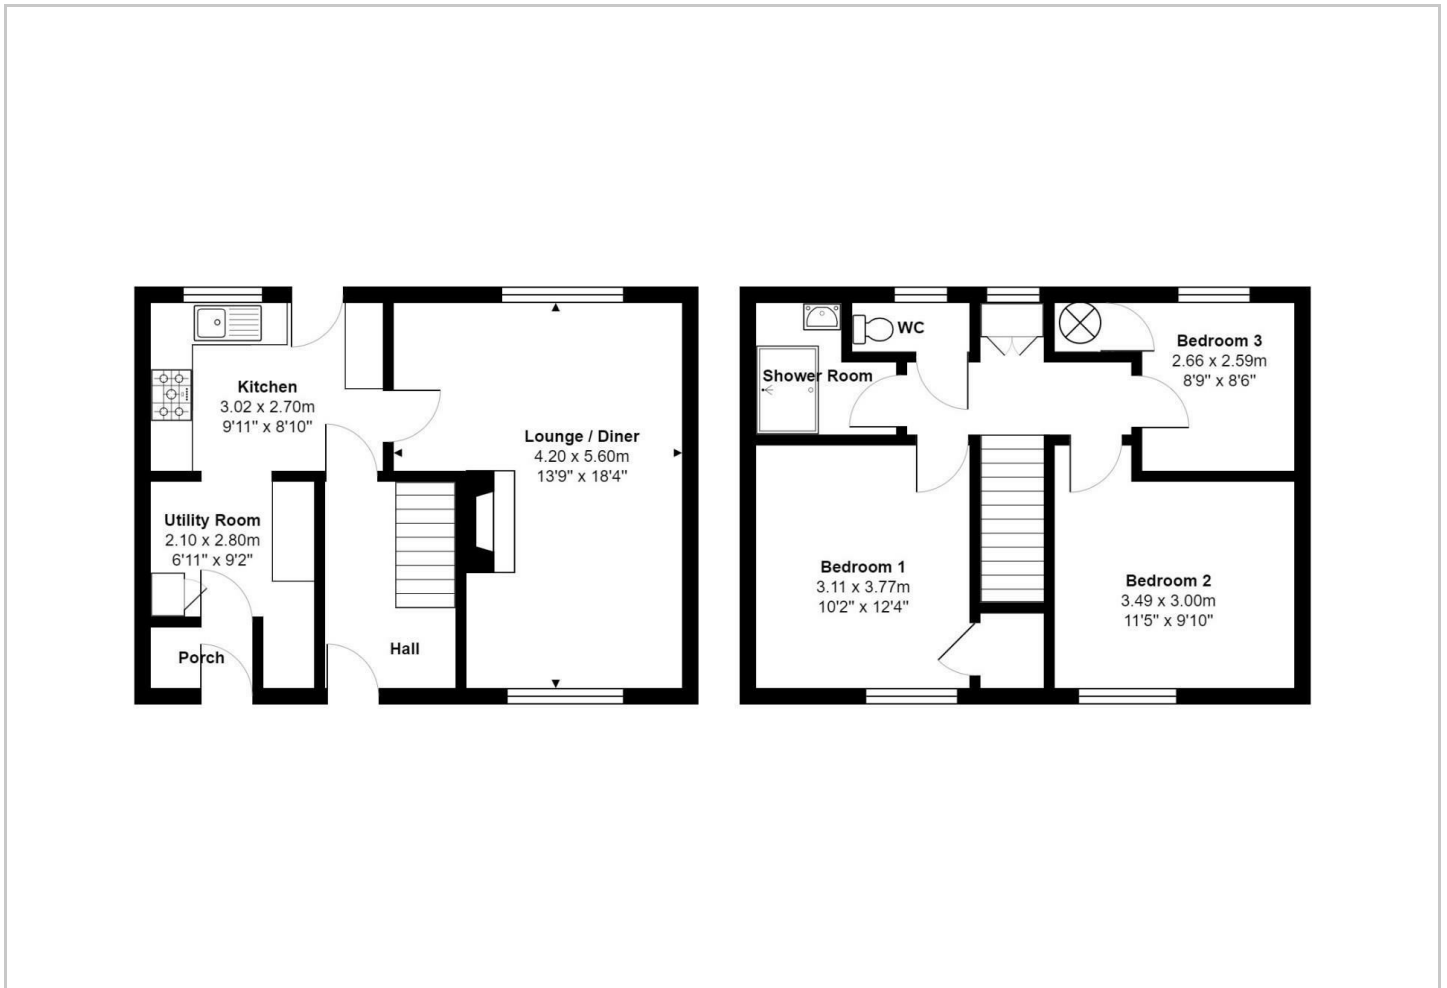 Kitchen
3.02 x 2.70m
9'11" x 8'10"
Lounge / Diner
4.20 x 5.60m
13'9" x 18'4"
Utility Room
2.10 x 2.80m
6'11" x 9'2"
Hall
Porch
WC
Shower Room
Bedroom 3
2.66 x 2.59m
8'9" x 8'6"
Bedroom 1
3.11 x 3.77m
10'2" x 12'4"
Bedroom 2
3.49 x 3.00m
11'5" x 9'10"